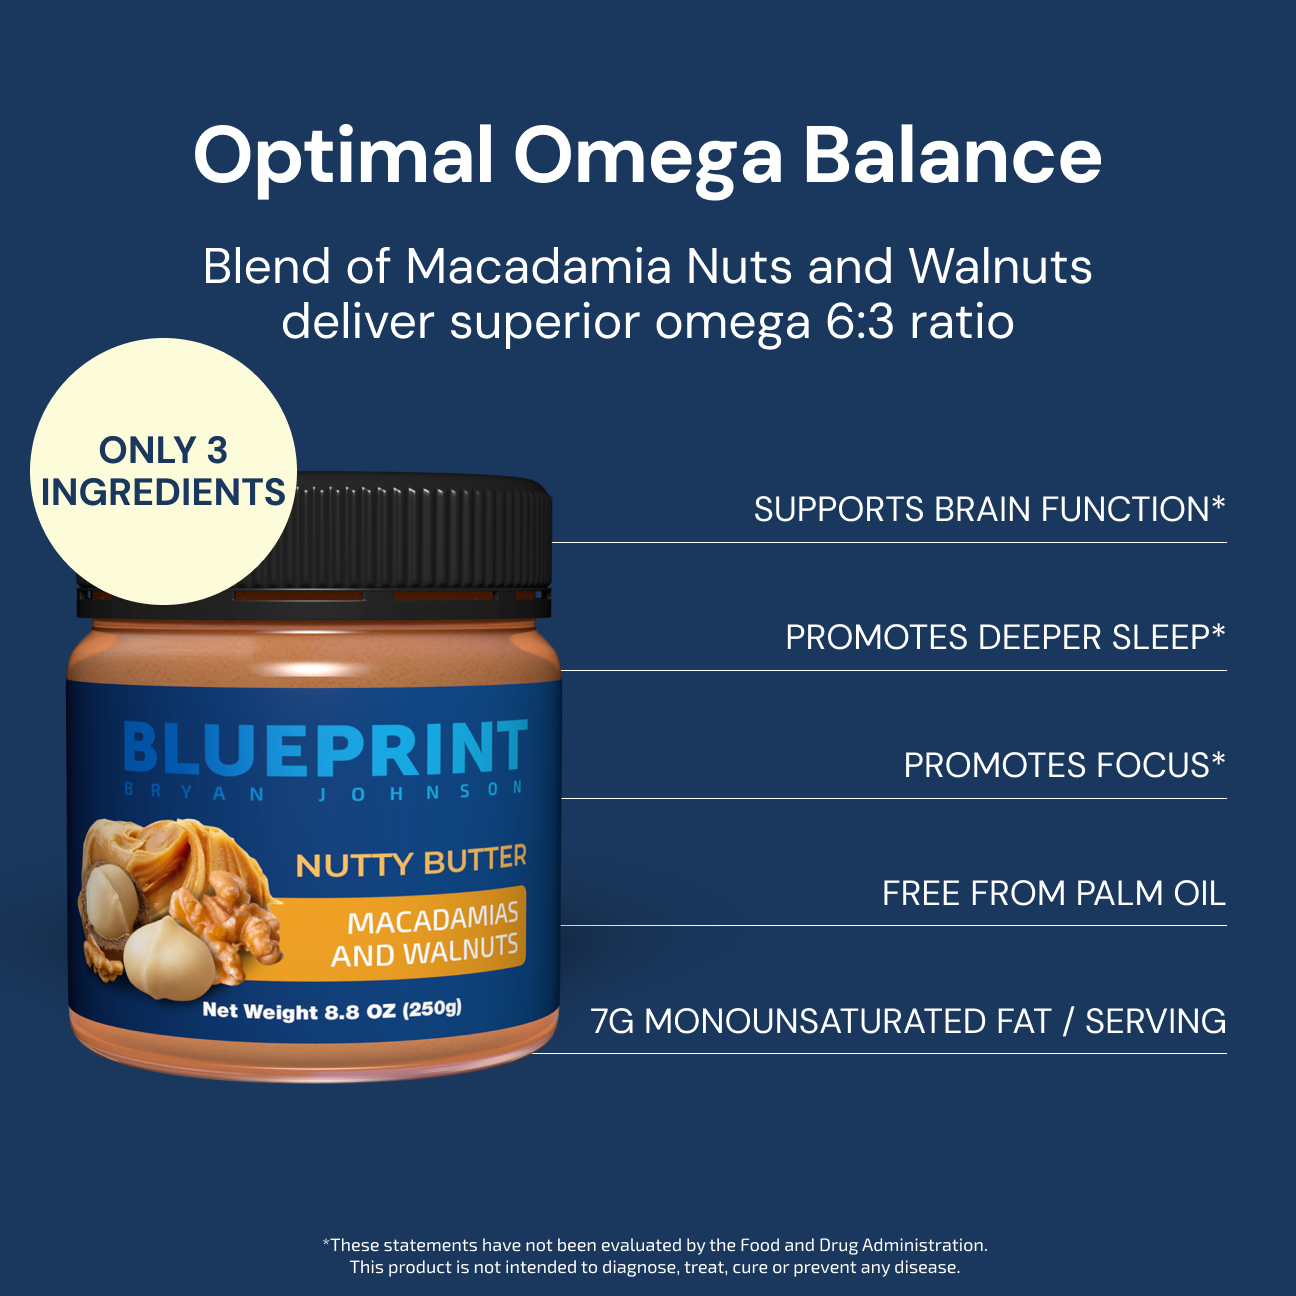 Optimal Omega Balance
Blend of Macadamia Nuts and Walnuts
deliver superior omega 6:3 ratio
ONLY 3
INGREDIENTS
SUPPORTS BRAIN FUNCTION*
PROMOTES DEEPER SLEEP*
PROMOTES FOCUS*
FREE FROM PALM OIL
7G MONOUNSATURATED FAT / SERVING
BLUEPRINT
BRYAN JOHNSON
NUTTY BUTTER
MACADAMIAS
AND WALNUTS
Net Weight 8.8 OZ (250g)
*These statements have not been evaluated by the Food and Drug Administration.
This product is not intended to diagnose, treat, cure or prevent any disease.